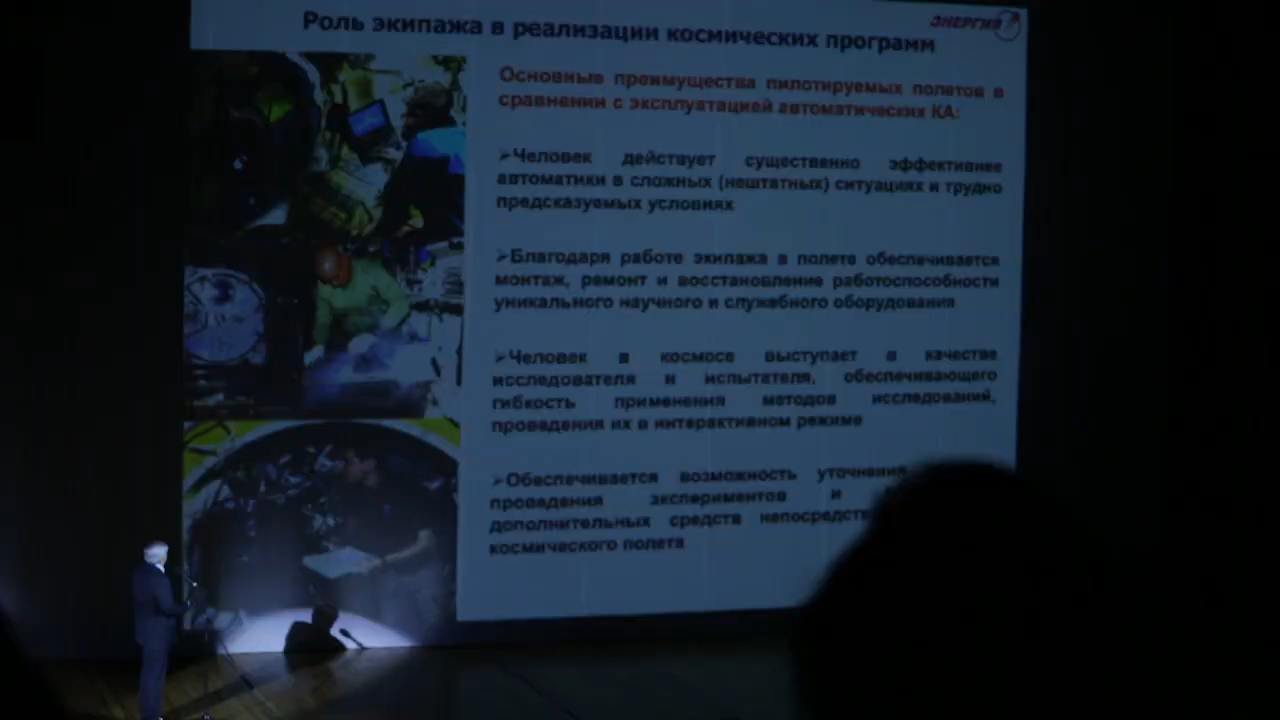 Роль экипажа в реализации космических программ
ЭНЕРГИЯ
Основные преимущества пилотируемых полетов в
сравнении с эксплуатацией автоматических КА:
➢Человек действует существенно эффективнее
автоматики в сложных (нештатных) ситуациях и трудно
предсказуемых условиях
➢Благодаря работе экипажа в полете обеспечивается
монтаж, ремонт и восстановление работоспособности
уникального научного и служебного оборудования
➢Человек в космосе выступает в качестве
исследователя и испытателя, обеспечивающего
гибкость применения методов исследований,
проведения их в интерактивном режиме
➢Обеспечивается возможность уточнения
проведения экспериментов и
дополнительных средств
космического полета